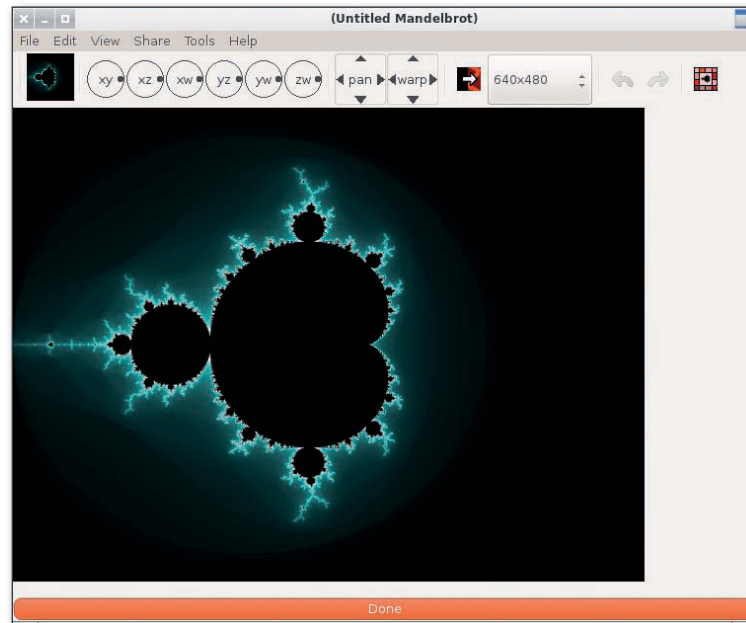 (Untitled Mandelbrot)
File Edit View Share Tools Help
xy xz xw yz yw zw pan warp 640x480
Done